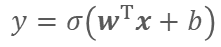 y = σ(wᵀx + b)